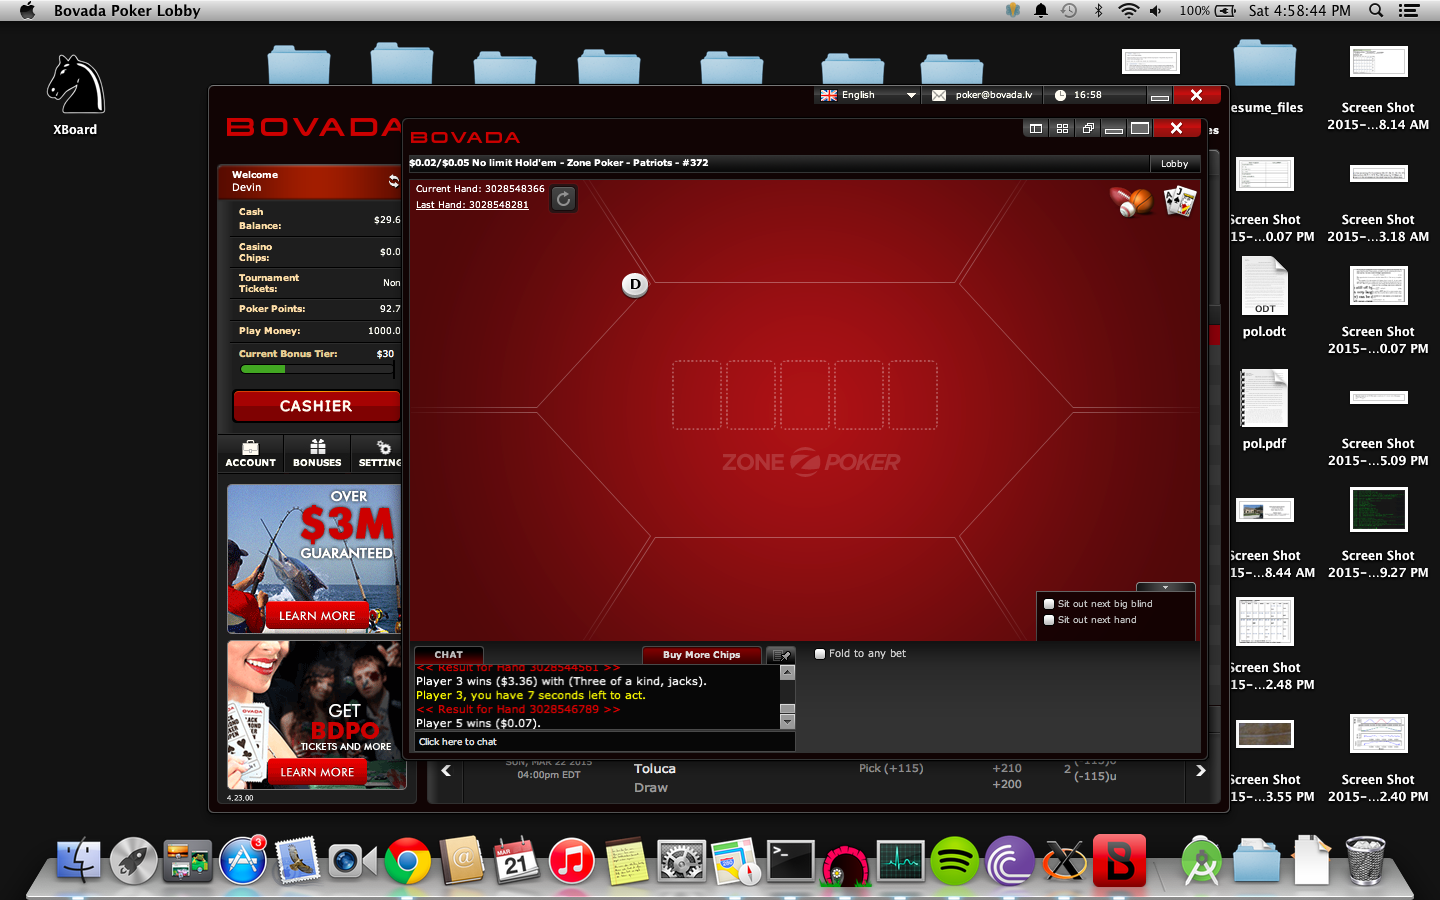 Bovada Poker Lobby
100%
Sat 4:58:44 PM
XBoard
English
poker@bovada.lv
16:58
BOVADA
BOVADA
$0.02/$0.05 No limit Hold'em - Zone Poker - Patriots - #372
Lobby
Welcome
Devin
Cash
Balance:
$29.6
Casino
Chips:
$0.0
Tournament
Tickets:
Non
Poker Points:
92.7
Play Money:
1000.0
Current Bonus Tier:
$30
CASHIER
ACCOUNT
BONUSES
SETTING
OVER
$3M
GUARANTEED
LEARN MORE
GET
BDPO
TICKETS AND MORE
LEARN MORE
4.23.00
Current Hand: 3028548366
Last Hand: 3028548281
D
ZONE POKER
Sit out next big blind
Sit out next hand
CHAT
Buy More Chips
Fold to any bet
<< Result for Hand 3028544561 >>
Player 3 wins ($3.36) with (Three of a kind, jacks).
Player 3, you have 7 seconds left to act.
<< Result for Hand 3028546789 >>
Player 5 wins ($0.07).
Click here to chat
SUN, MAR 22 2015
04:00pm EDT
Toluca
Draw
Pick (+115)
+210
+200
2
(-115)u
esume_files
Screen Shot
2015-...8.14 AM
Screen Shot
15-...0.07 PM
Screen Shot
2015-...3.18 AM
ODT
pol.odt
Screen Shot
2015-...0.07 PM
pol.pdf
Screen Shot
2015-...5.09 PM
Screen Shot
15-...8.44 AM
Screen Shot
2015-...9.27 PM
Screen Shot
15-...2.48 PM
Screen Shot
15-...3.55 PM
Screen Shot
2015-...2.40 PM
3
MAR
21